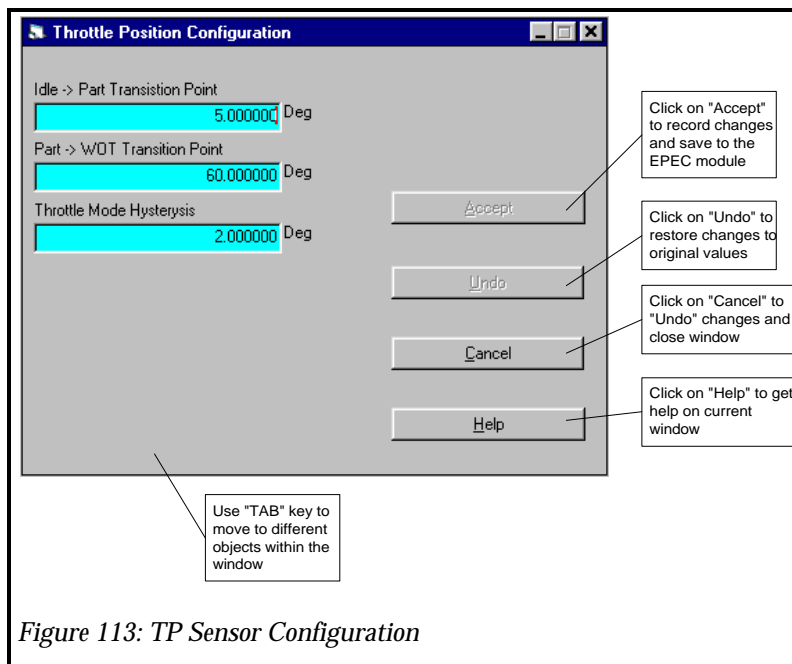 Throttle Position Configuration
Idle -> Part Transistion Point
5.000000 Deg
Part -> WOT Transition Point
60.000000 Deg
Throttle Mode Hysterysis
2.000000 Deg
Accept
Undo
Cancel
Help
Click on "Accept"
to record changes
and save to the
EPEC module
Click on "Undo" to
restore changes to
original values
Click on "Cancel" to
"Undo" changes and
close window
Click on "Help" to get
help on current
window
Use "TAB" key to
move to different
objects within the
window
Figure 113: TP Sensor Configuration